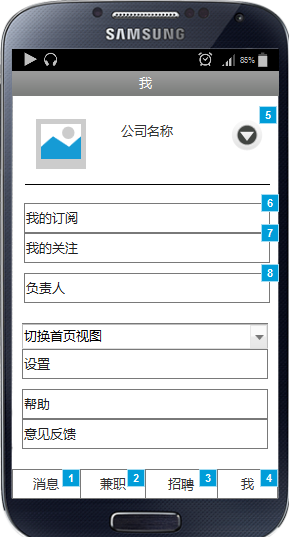 SAMSUNG
85%
我
5
公司名称
6
我的订阅
7
我的关注
8
负责人
切换首页视图
设置
帮助
意见反馈
消息 1 兼职 2 招聘 3 我 4